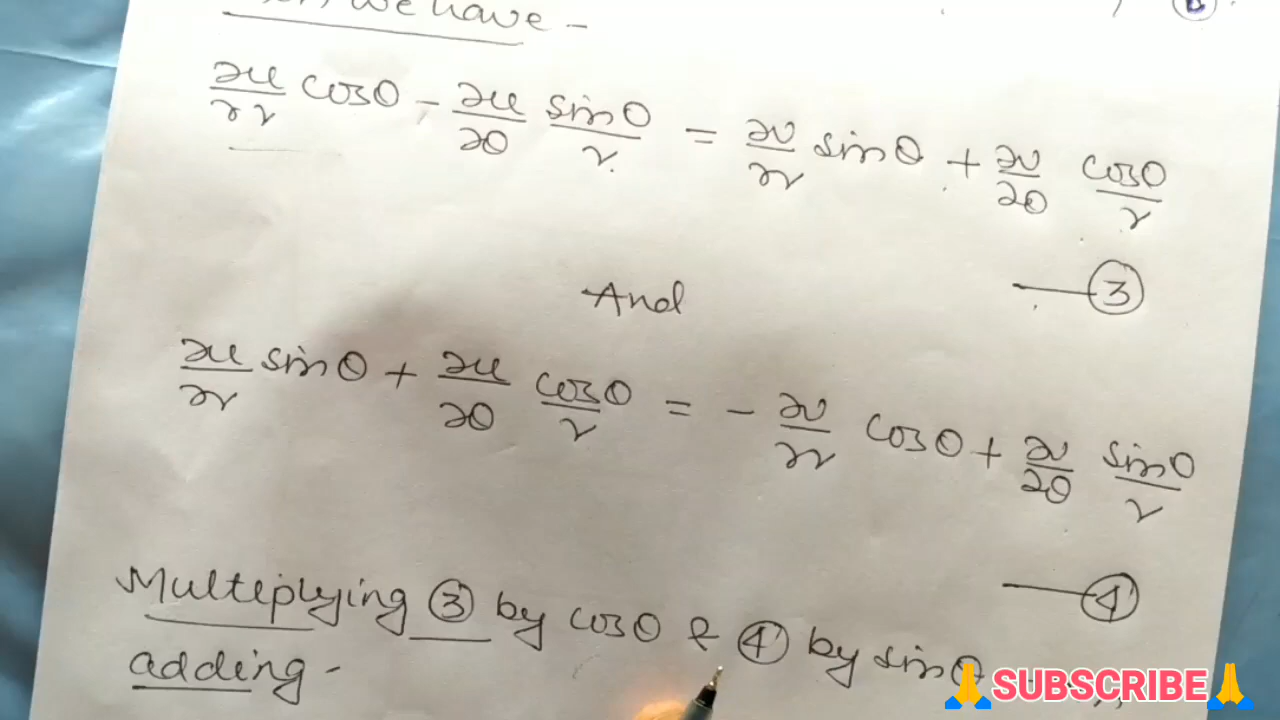 we have -
∂u/∂r cosθ - ∂u/∂θ sinθ/r = ∂v/∂r sinθ + ∂v/∂θ cosθ/r
— ③
And
∂u/∂r sinθ + ∂u/∂θ cosθ/r = - ∂v/∂r cosθ + ∂v/∂θ sinθ/r
— ④
Multiplying ③ by cosθ & ④ by sinθ
adding -
🙏SUBSCRIBE🙏